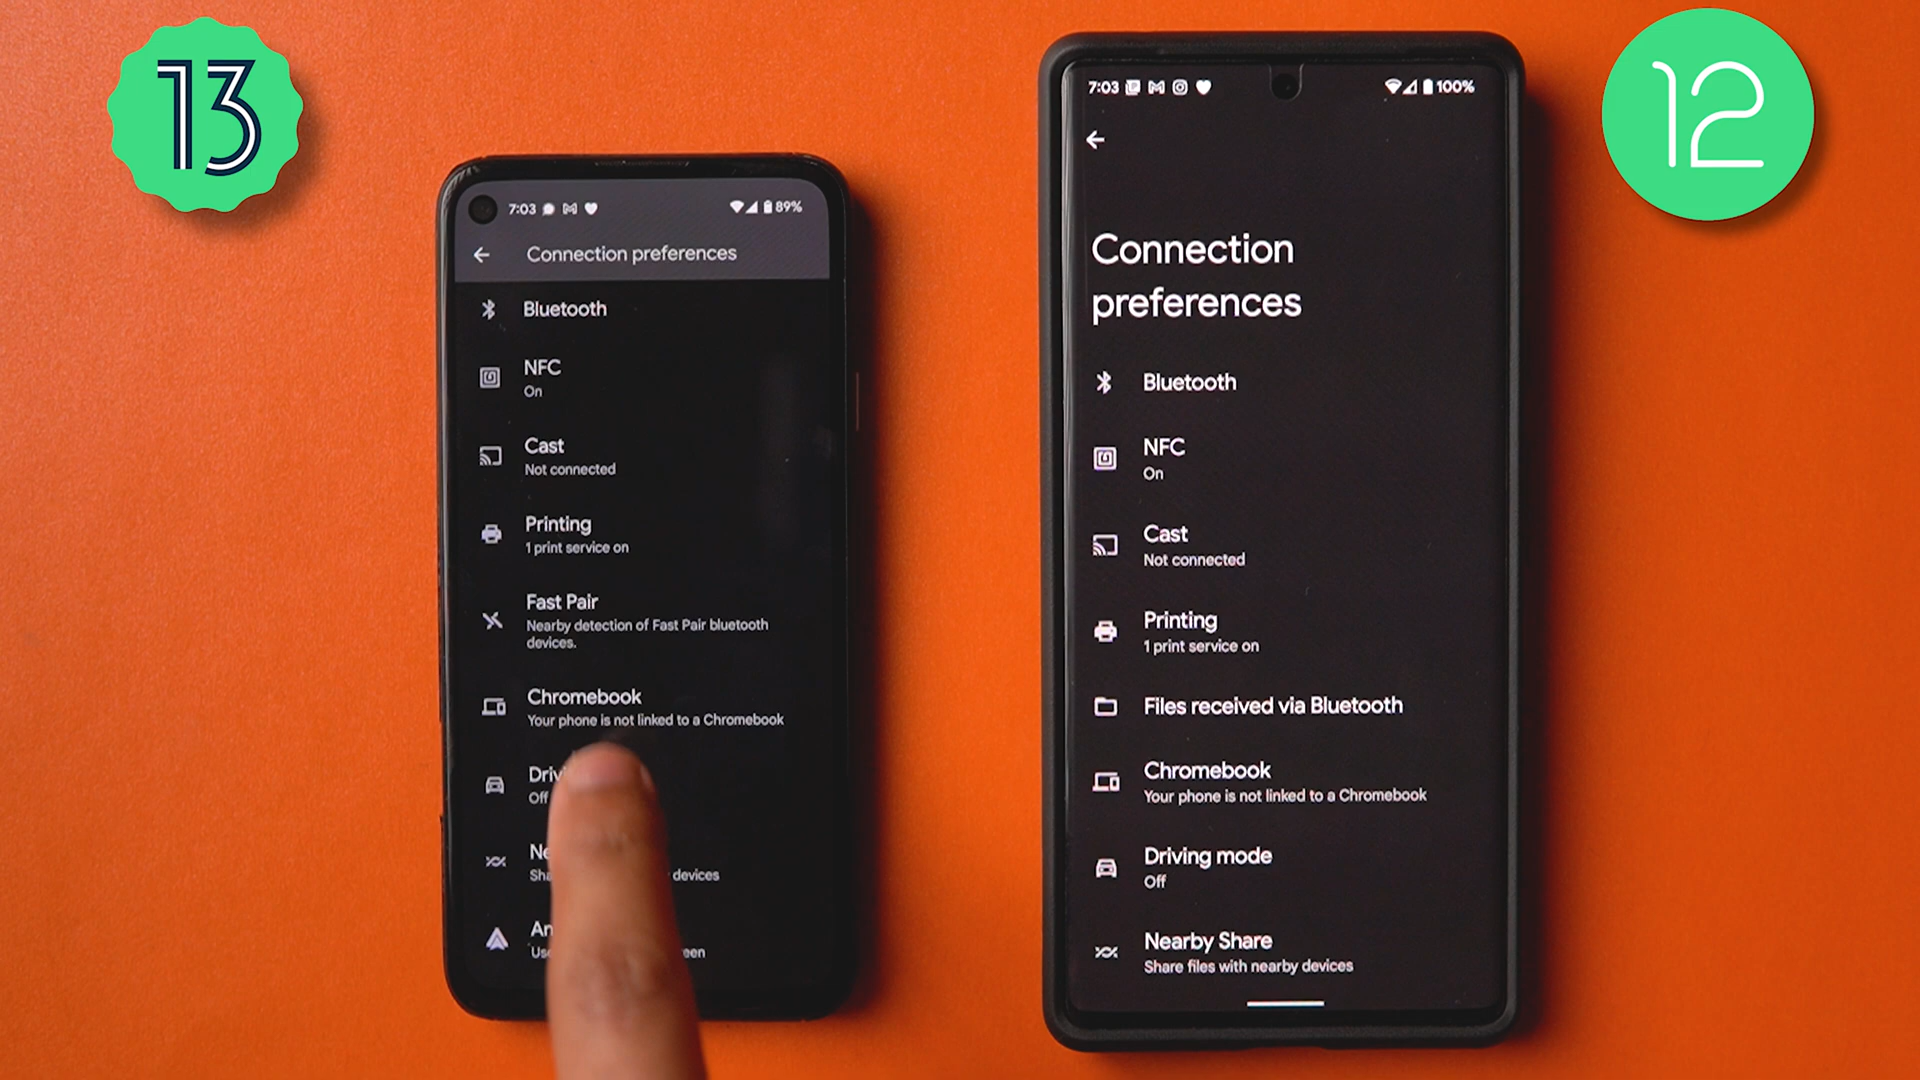 13
7:03
89%
Connection preferences
Bluetooth
NFC
On
Cast
Not connected
Printing
1 print service on
Fast Pair
Nearby detection of Fast Pair bluetooth
devices.
Chromebook
Your phone is not linked to a Chromebook
Off
devices
12
7:03
100%
Connection
preferences
Bluetooth
NFC
On
Cast
Not connected
Printing
1 print service on
Files received via Bluetooth
Chromebook
Your phone is not linked to a Chromebook
Driving mode
Off
Nearby Share
Share files with nearby devices